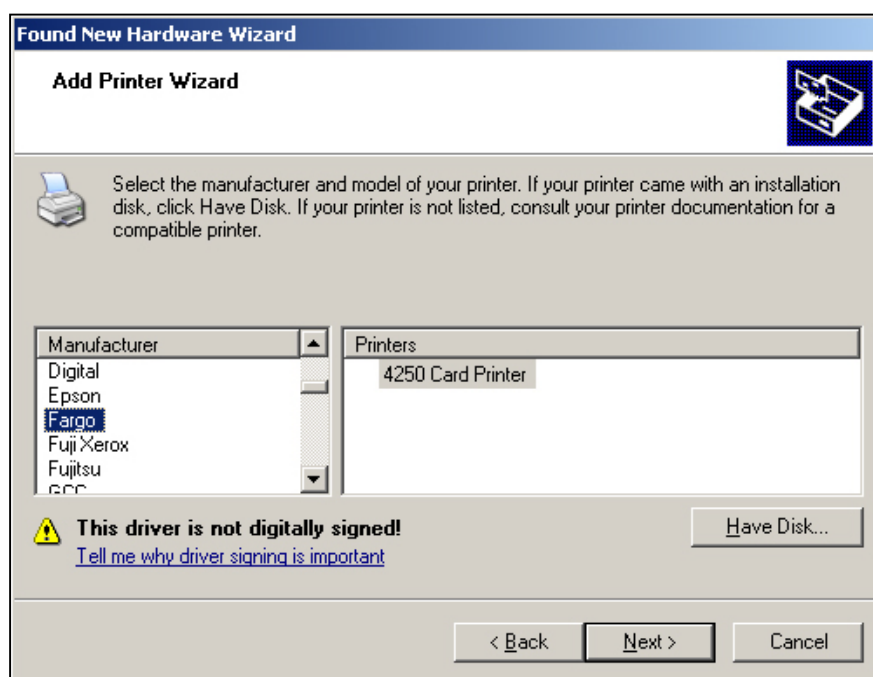 Found New Hardware Wizard
Add Printer Wizard
Select the manufacturer and model of your printer. If your printer came with an installation
disk, click Have Disk. If your printer is not listed, consult your printer documentation for a
compatible printer.
Manufacturer
Digital
Epson
Fargo
Fuji Xerox
Fujitsu
GCC
Printers
4250 Card Printer
This driver is not digitally signed!
Tell me why driver signing is important
Have Disk...
< Back
Next >
Cancel